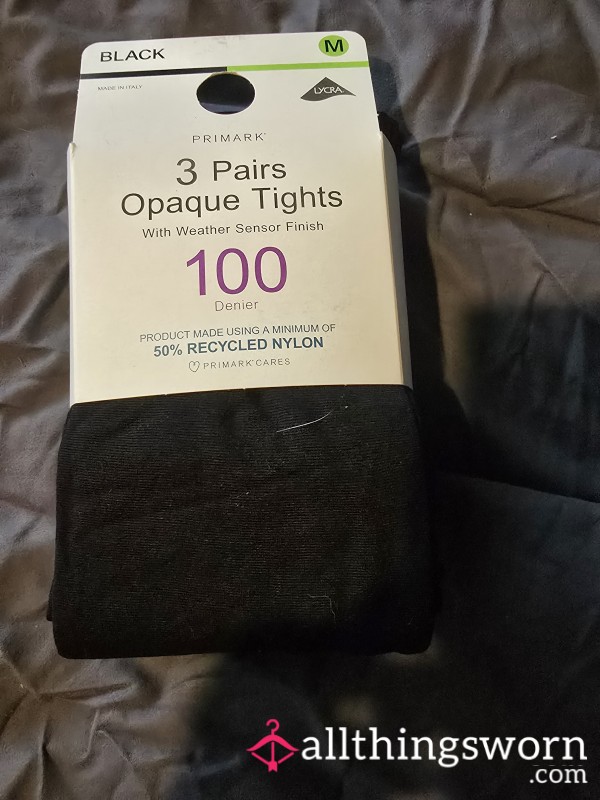 BLACK
M
MADE IN ITALY
LYCRA
PRIMARK®
3 Pairs
Opaque Tights
With Weather Sensor Finish
100
Denier
PRODUCT MADE USING A MINIMUM OF
50% RECYCLED NYLON
PRIMARK CARES
allthingsworn
.com